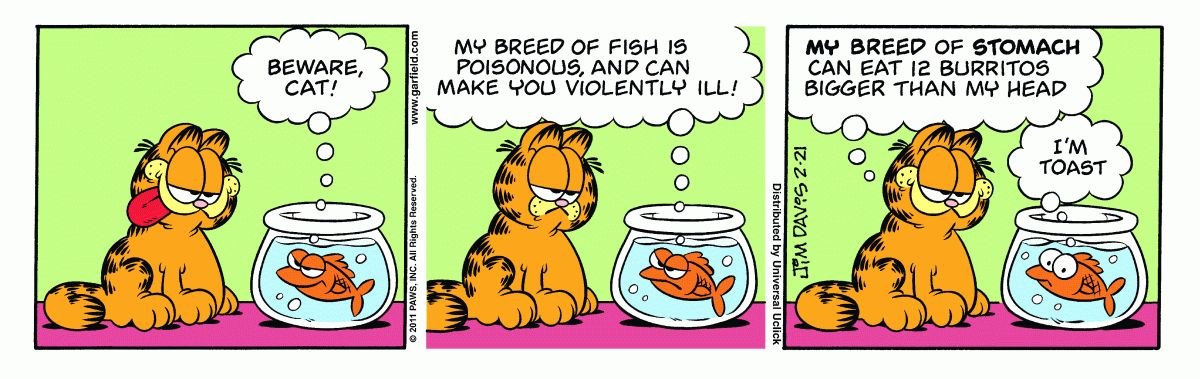 BEWARE,
CAT!
© 2011 PAWS, INC. All Rights Reserved.
www.garfield.com
MY BREED OF FISH IS
POISONOUS, AND CAN
MAKE YOU VIOLENTLY ILL!
Distributed by Universal Uclick
MY BREED OF STOMACH
CAN EAT 12 BURRITOS
BIGGER THAN MY HEAD
I'M
TOAST
JIM DAVIS 2-21